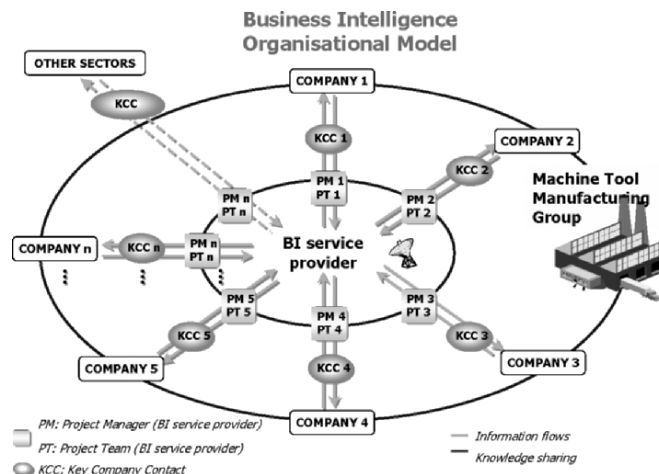 Business Intelligence
Organisational Model
OTHER SECTORS
KCC
COMPANY 1
KCC 1
PM 1
PT 1
COMPANY 2
KCC 2
PM 2
PT 2
Machine Tool
Manufacturing
Group
PM n
PT n
COMPANY n
KCC n
PM n
PT n
BI service
provider
PM 5
PT 5
KCC 5
COMPANY 5
PM 4
PT 4
KCC 4
COMPANY 4
PM 3
PT 3
KCC 3
COMPANY 3
PM: Project Manager (BI service provider)
PT: Project Team (BI service provider)
KCC: Key Company Contact
Information flows
Knowledge sharing